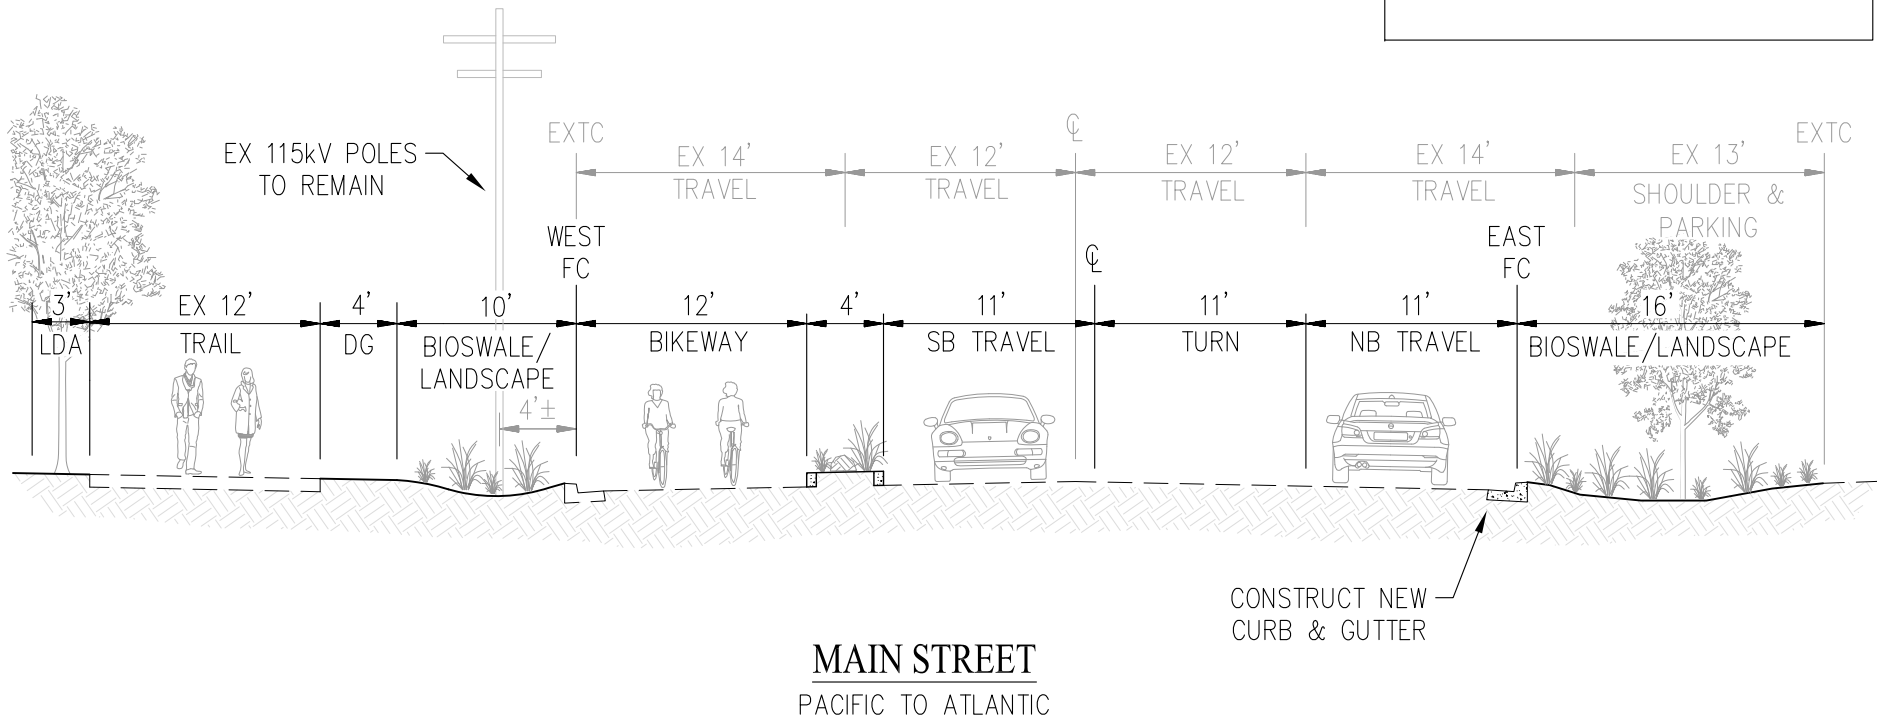 EX 115kV POLES
TO REMAIN
EXTC
EX 14'
TRAVEL
EX 12'
TRAVEL
℄
EX 12'
TRAVEL
EX 14'
TRAVEL
EX 13'
SHOULDER &
PARKING
EXTC
WEST
FC
℄
EAST
FC
3'
LDA
EX 12'
TRAIL
4'
DG
10'
BIOSWALE/
LANDSCAPE
4'±
12'
BIKEWAY
4'
11'
SB TRAVEL
11'
TURN
11'
NB TRAVEL
16'
BIOSWALE/LANDSCAPE
CONSTRUCT NEW
CURB & GUTTER
MAIN STREET
PACIFIC TO ATLANTIC